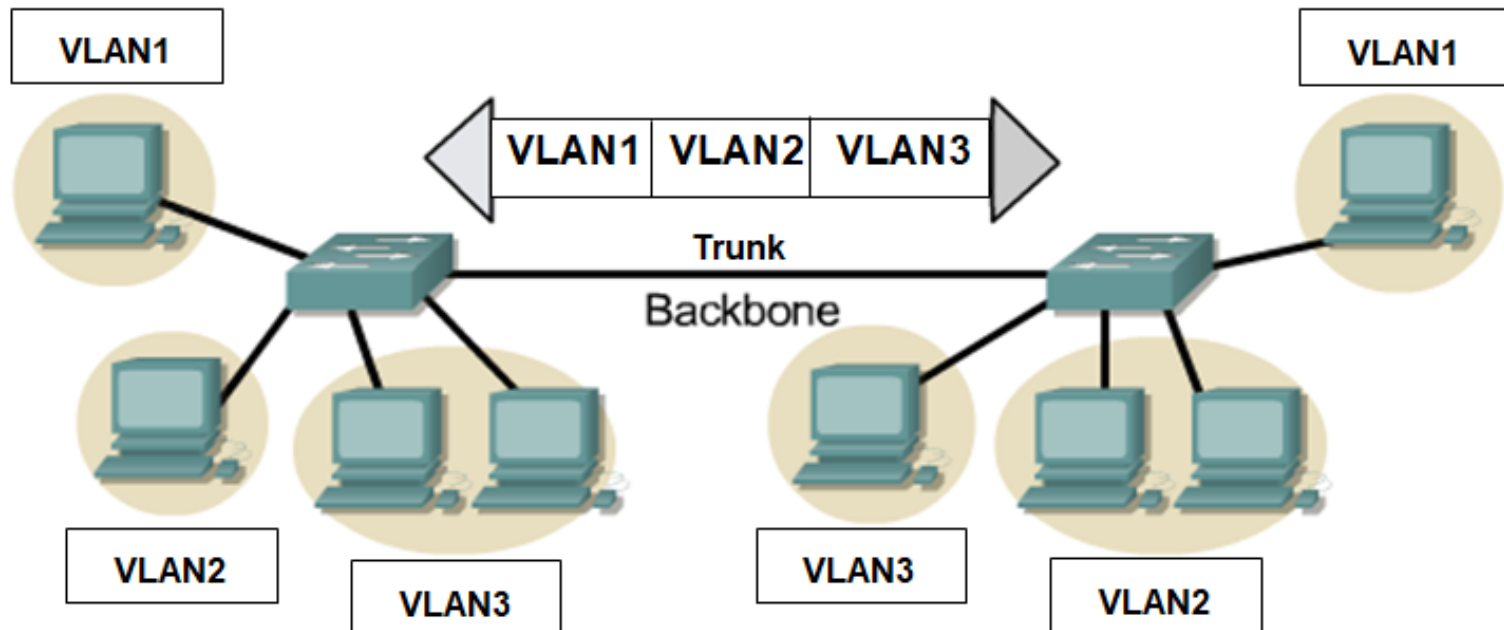 VLAN1
VLAN1
VLAN1 VLAN2 VLAN3
Trunk
Backbone
VLAN2
VLAN3
VLAN3
VLAN2